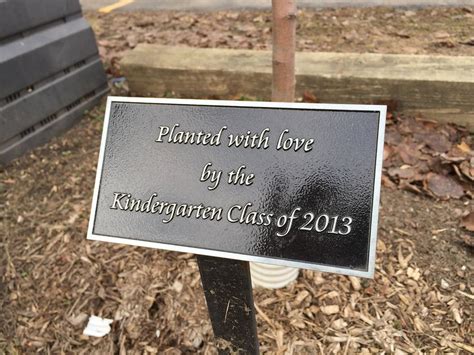 Planted with love
by the
Kindergarten Class of 2013